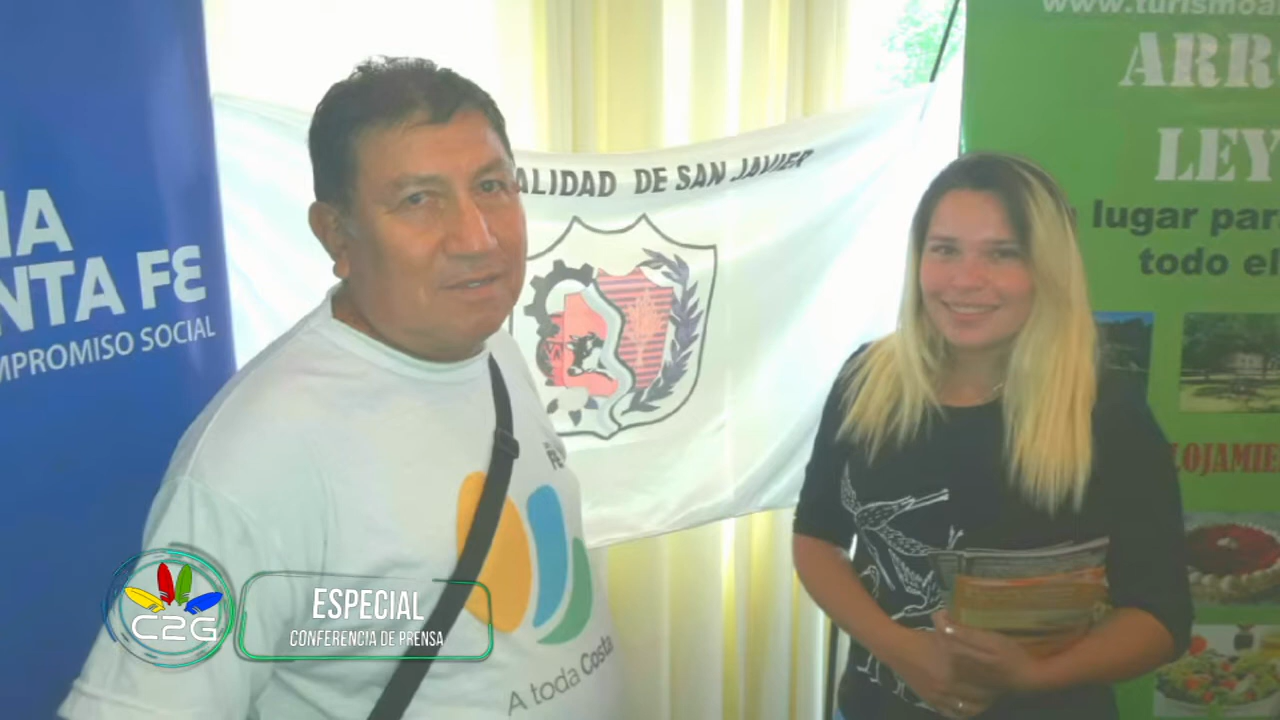 IA
NTA FE
MPROMISO SOCIAL
ALIDAD DE SAN JAVIER
www.turismoa
ARR
LEY
lugar par
todo el
LOJAMIE
FE
A toda Costa
C2G
ESPECIAL
CONFERENCIA DE PRENSA